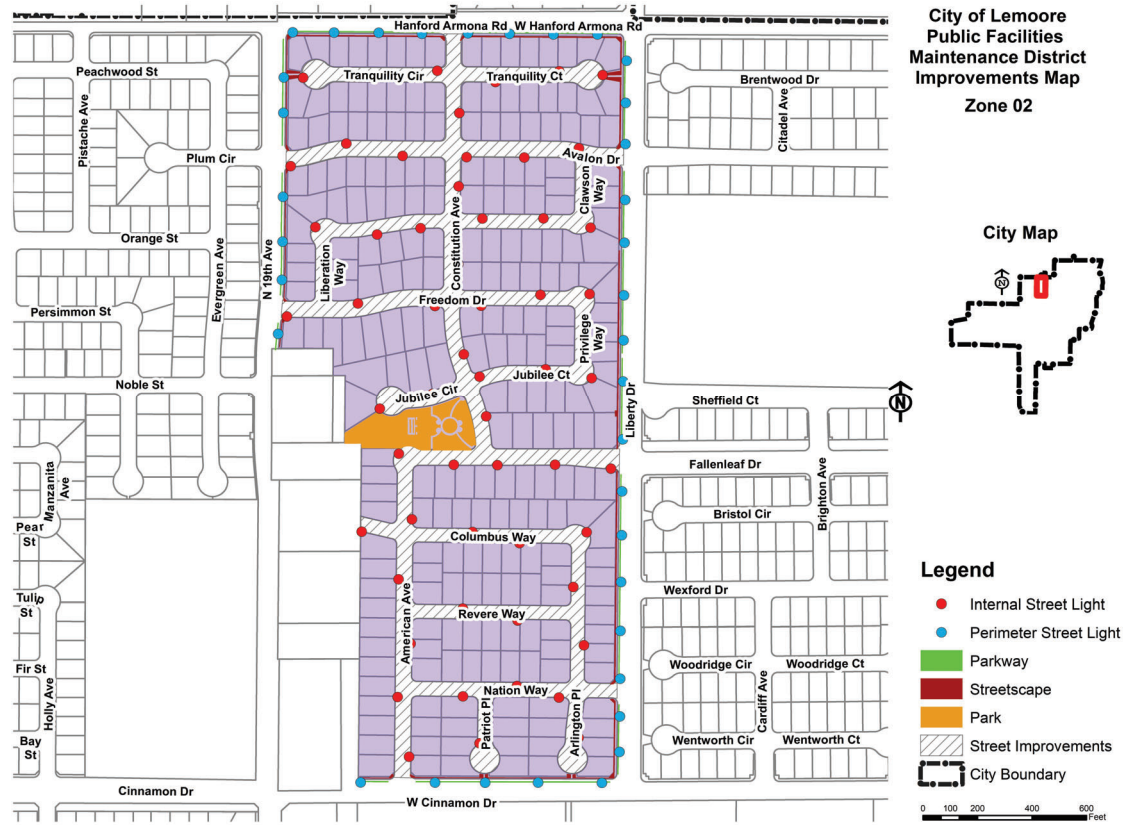 Hanford Armona Rd
W Hanford Armona Rd
City of Lemoore
Public Facilities
Maintenance District
Improvements Map
Zone 02
Peachwood St
Tranquility Cir
Tranquility Ct
Brentwood Dr
Pistache Ave
Citadel Ave
Plum Cir
Avalon Dr
Clawson
Way
Orange St
Evergreen Ave
N 19th Ave
Liberation
Way
Constitution Ave
City Map
N
Persimmon St
Freedom Dr
Privilege
Way
Noble St
Jubilee Ct
Jubilee Cir
Liberty Dr
Sheffield Ct
N
Manzanita
Ave
Fallenleaf Dr
Brighton Ave
Pear
St
Bristol Cir
Columbus Way
Legend
Tulip
St
American Ave
Revere Way
Wexford Dr
Internal Street Light
Perimeter Street Light
Fir St
Holly Ave
Woodridge Cir
Woodridge Ct
Parkway
Streetscape
Nation Way
Patriot Pl
Arlington Pl
Cardiff Ave
Park
Bay
St
Wentworth Cir
Wentworth Ct
Street Improvements
City Boundary
Cinnamon Dr
W Cinnamon Dr
0 100 200 400 600
Feet